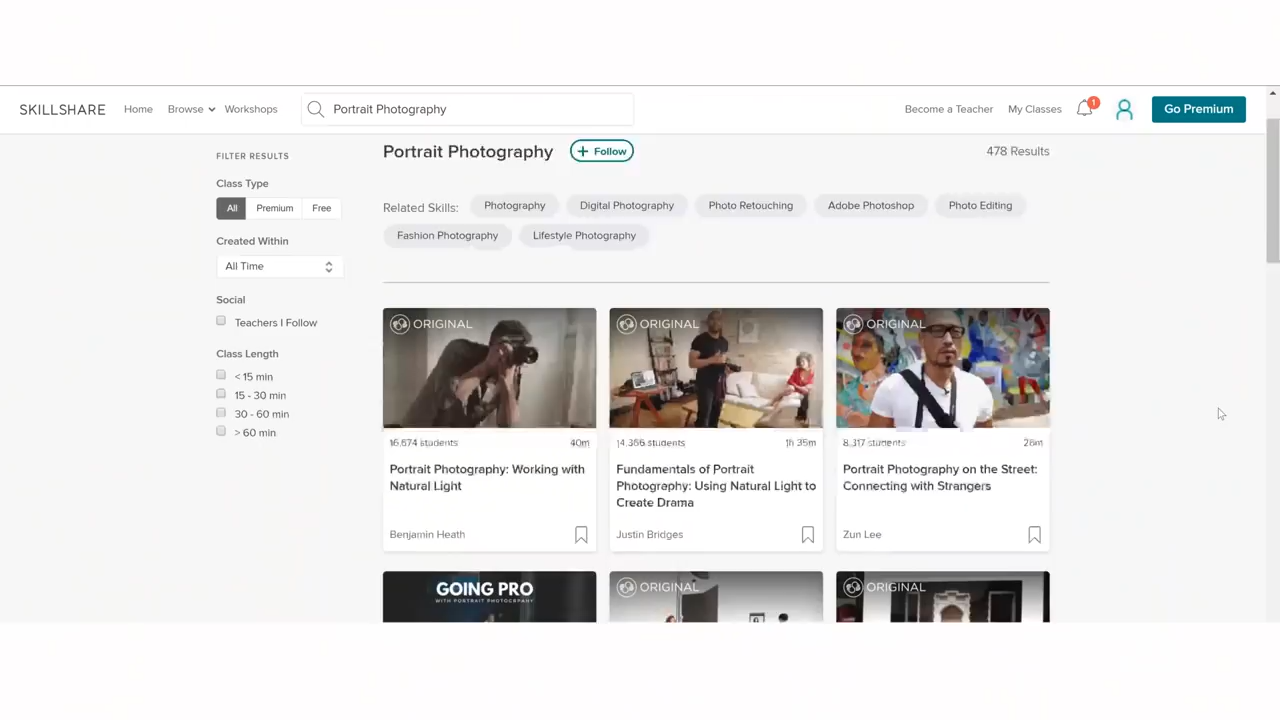 SKILLSHARE Home Browse Workshops Portrait Photography Become a Teacher My Classes 1 Go Premium
FILTER RESULTS
Class Type
All Premium Free
Created Within
All Time
Social
Teachers I Follow
Class Length
< 15 min
15 - 30 min
30 - 60 min
> 60 min
Portrait Photography + Follow 478 Results
Related Skills: Photography Digital Photography Photo Retouching Adobe Photoshop Photo Editing
Fashion Photography Lifestyle Photography
ORIGINAL
students 40m
Portrait Photography: Working with
Natural Light
Benjamin Heath
ORIGINAL
students 1h 35m
Fundamentals of Portrait
Photography: Using Natural Light to
Create Drama
Justin Bridges
ORIGINAL
8,317 students 28m
Portrait Photography on the Street:
Connecting with Strangers
Zun Lee
GOING PRO
WITH PORTRAIT PHOTOGRAPHY
ORIGINAL
ORIGINAL